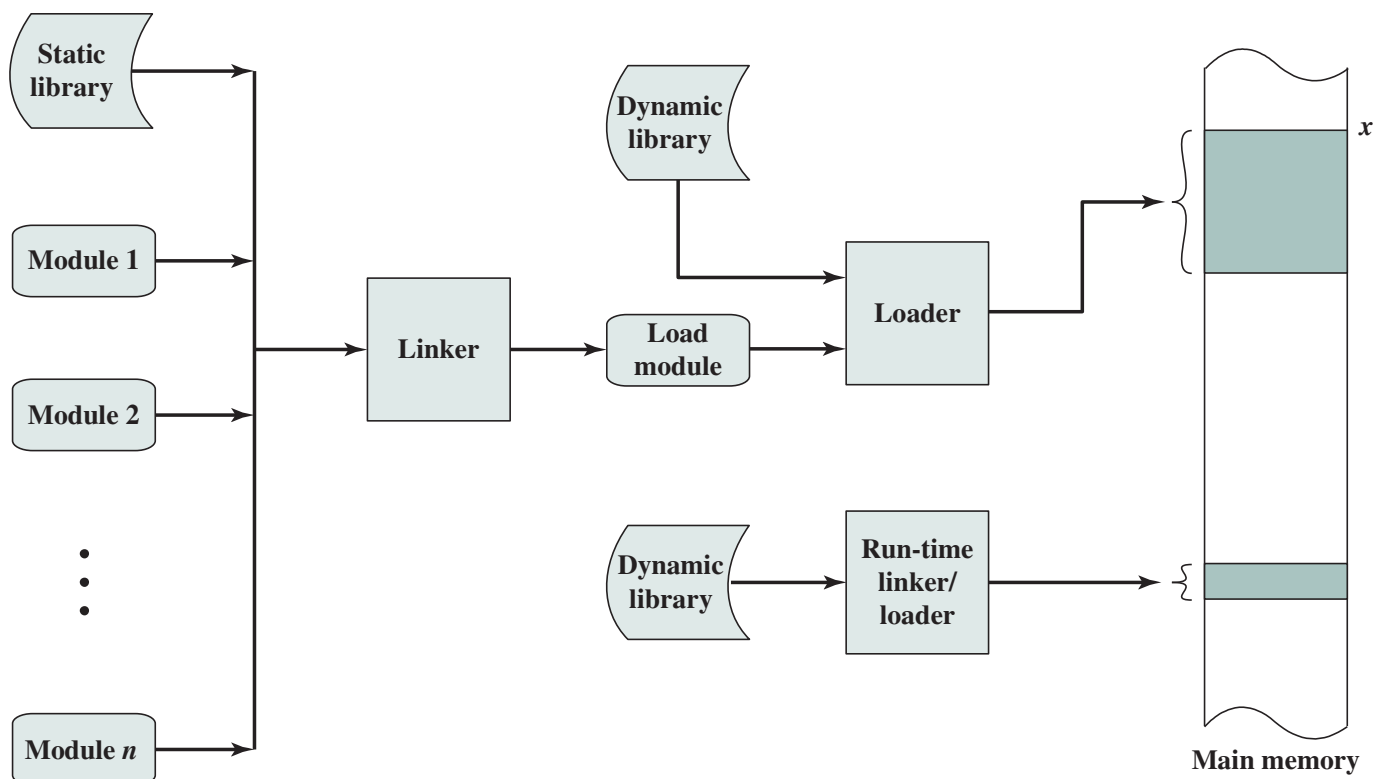 Static
library
Module 1
Module 2
Module n
Linker
Dynamic
library
Load
module
Loader
Dynamic
library
Run-time
linker/
loader
x
Main memory